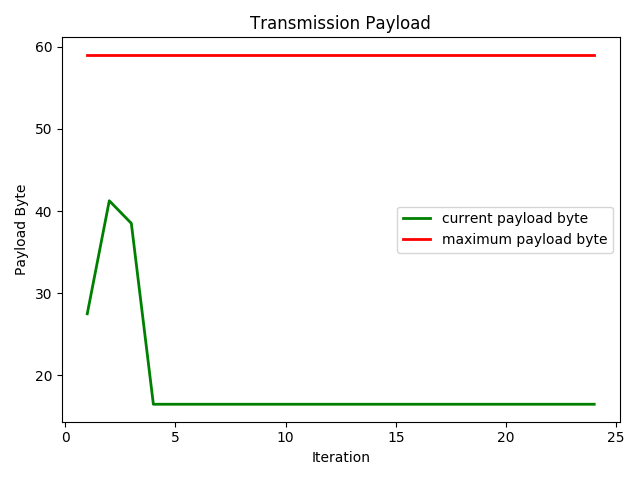 Transmission Payload
60
50
40
30
20
Payload Byte
current payload byte
maximum payload byte
0 5 10 15 20 25
Iteration